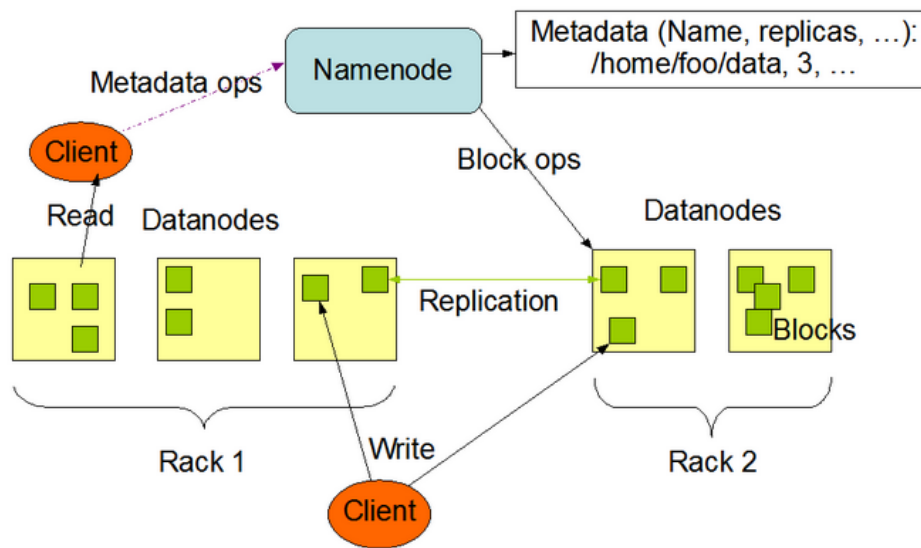 Metadata (Name, replicas, …):
/home/foo/data, 3, …
Namenode
Metadata ops
Client
Block ops
Read
Datanodes
Datanodes
Replication
Blocks
Rack 1
Write
Rack 2
Client